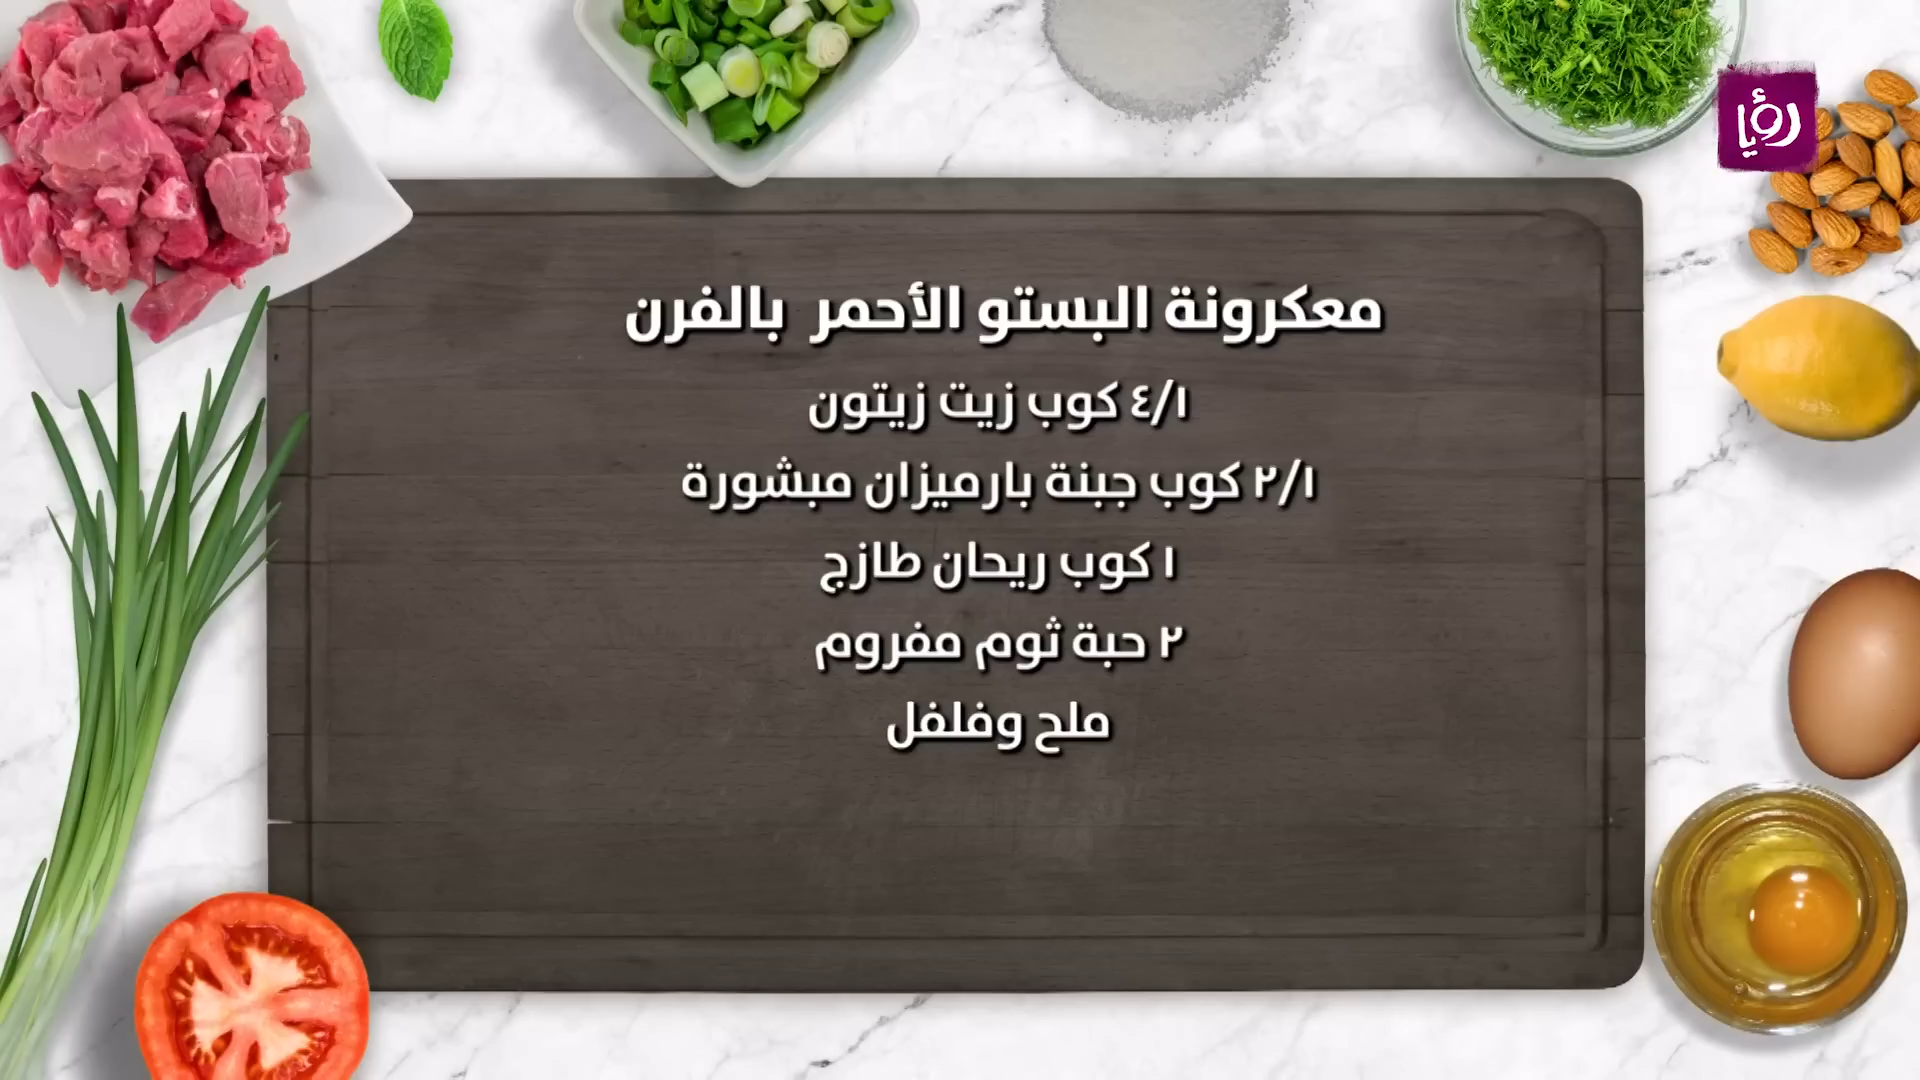 رؤيا
معكرونة البستو الأحمر بالفرن
٤/١ كوب زيت زيتون
٢/١ كوب جبنة بارميزان مبشورة
١ كوب ريحان طازج
٢ حبة ثوم مفروم
ملح وفلفل